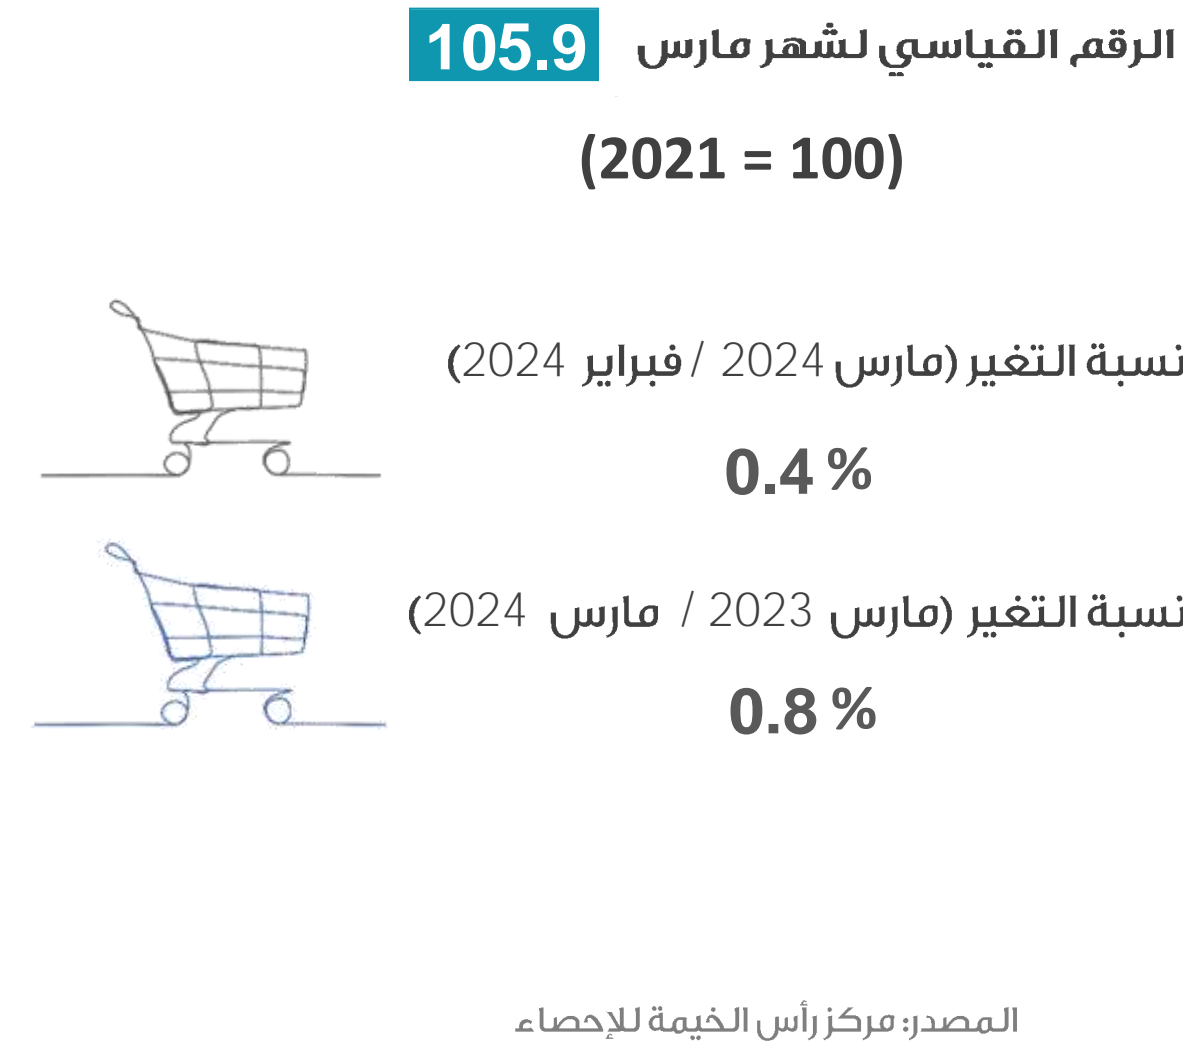 الرقم القياسي لشهر مارس 105.9
(2021 = 100)
نسبة التغير (مارس 2024 / فبراير 2024)
0.4 %
نسبة التغير (مارس 2023 / مارس 2024)
0.8 %
المصدر: مركز رأس الخيمة للإحصاء